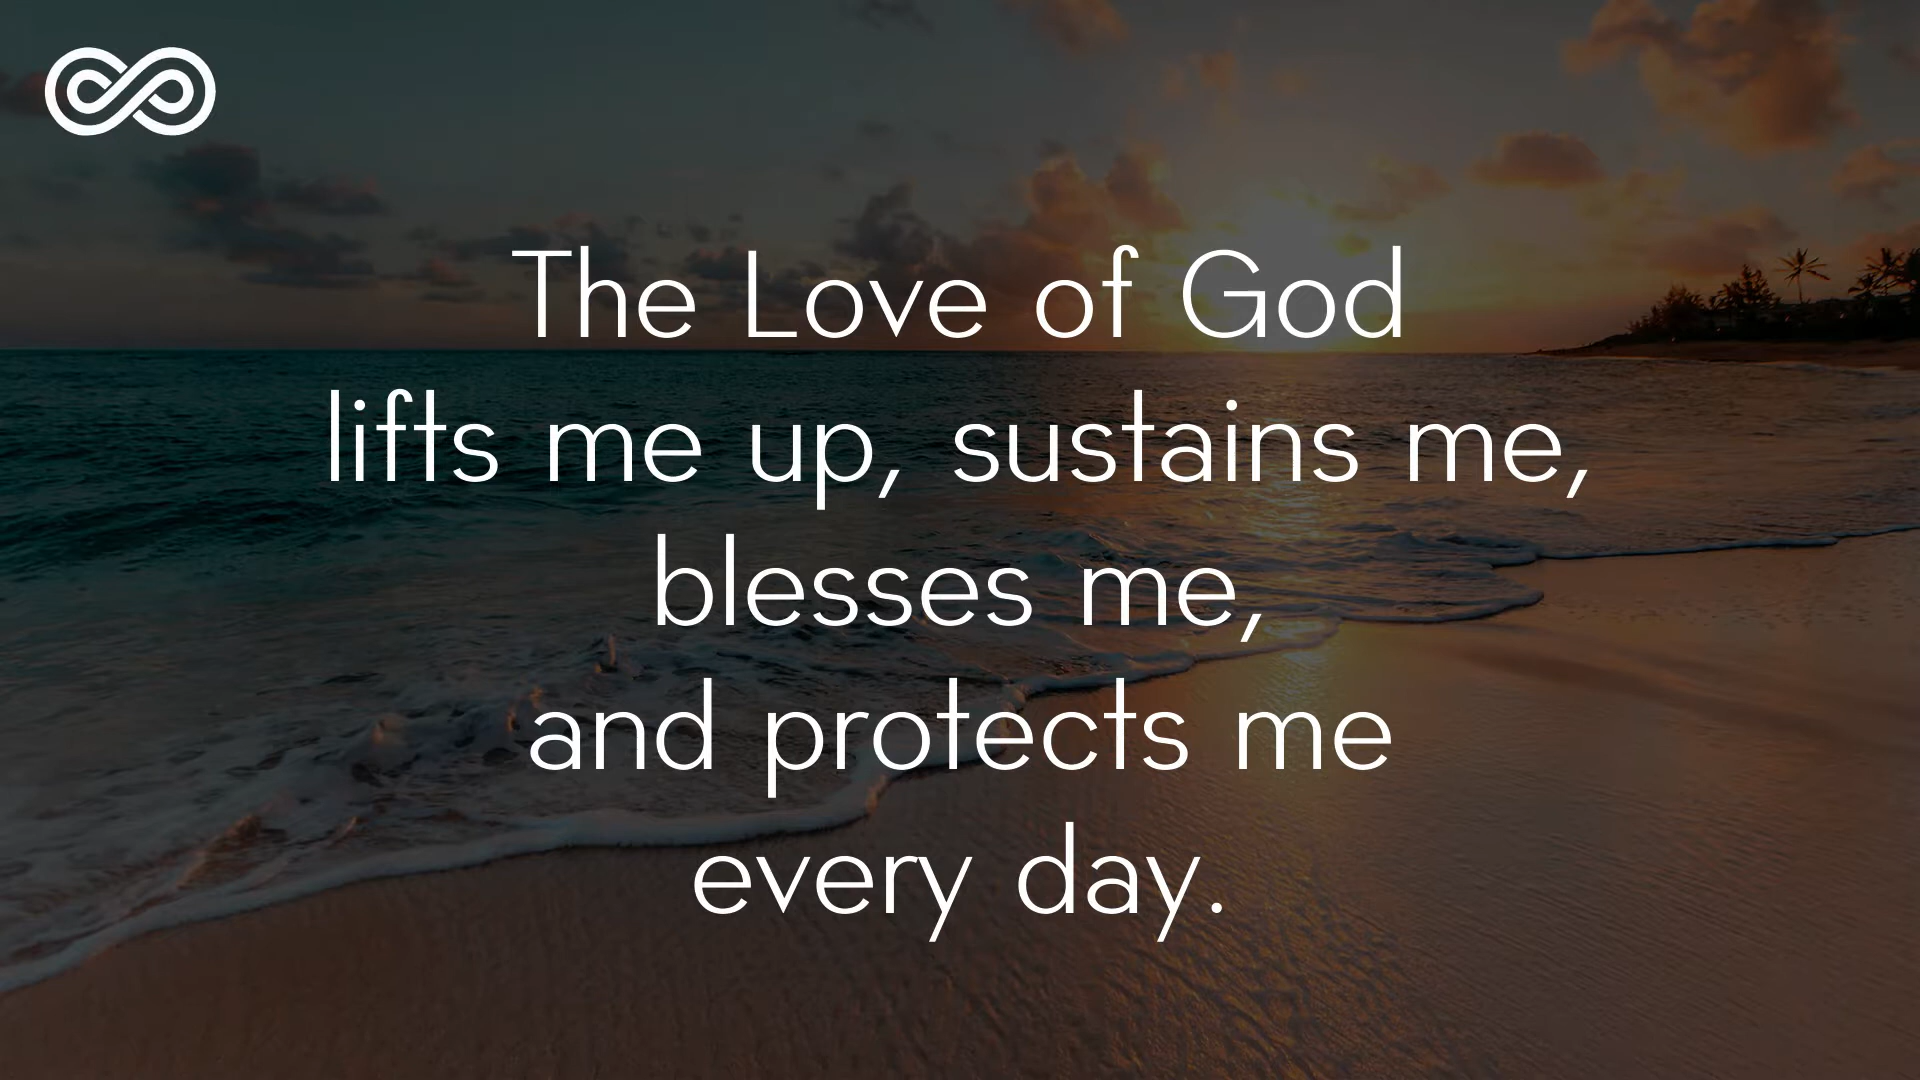 The Love of God
lifts me up, sustains me,
blesses me,
and protects me
every day.